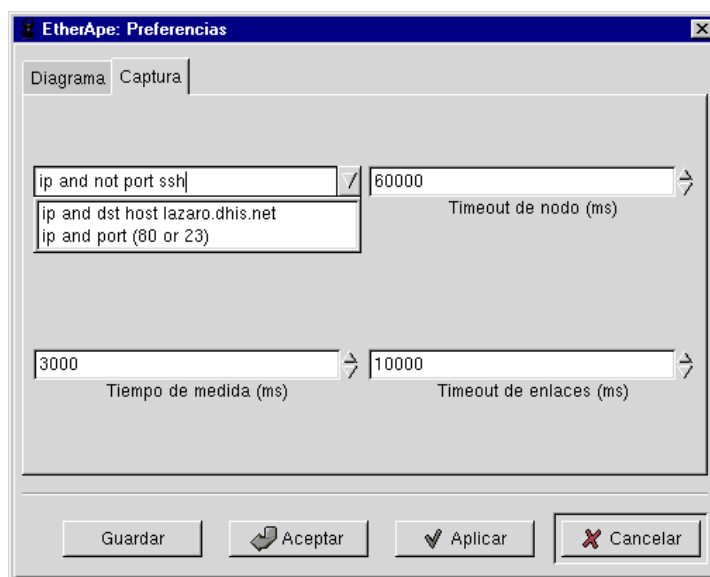 EtherApe: Preferencias
Diagrama Captura
ip and not port ssh 60000
ip and dst host lazaro.dhis.net
ip and port (80 or 23)
Timeout de nodo (ms)
3000 10000
Tiempo de medida (ms) Timeout de enlaces (ms)
Guardar Aceptar Aplicar Cancelar